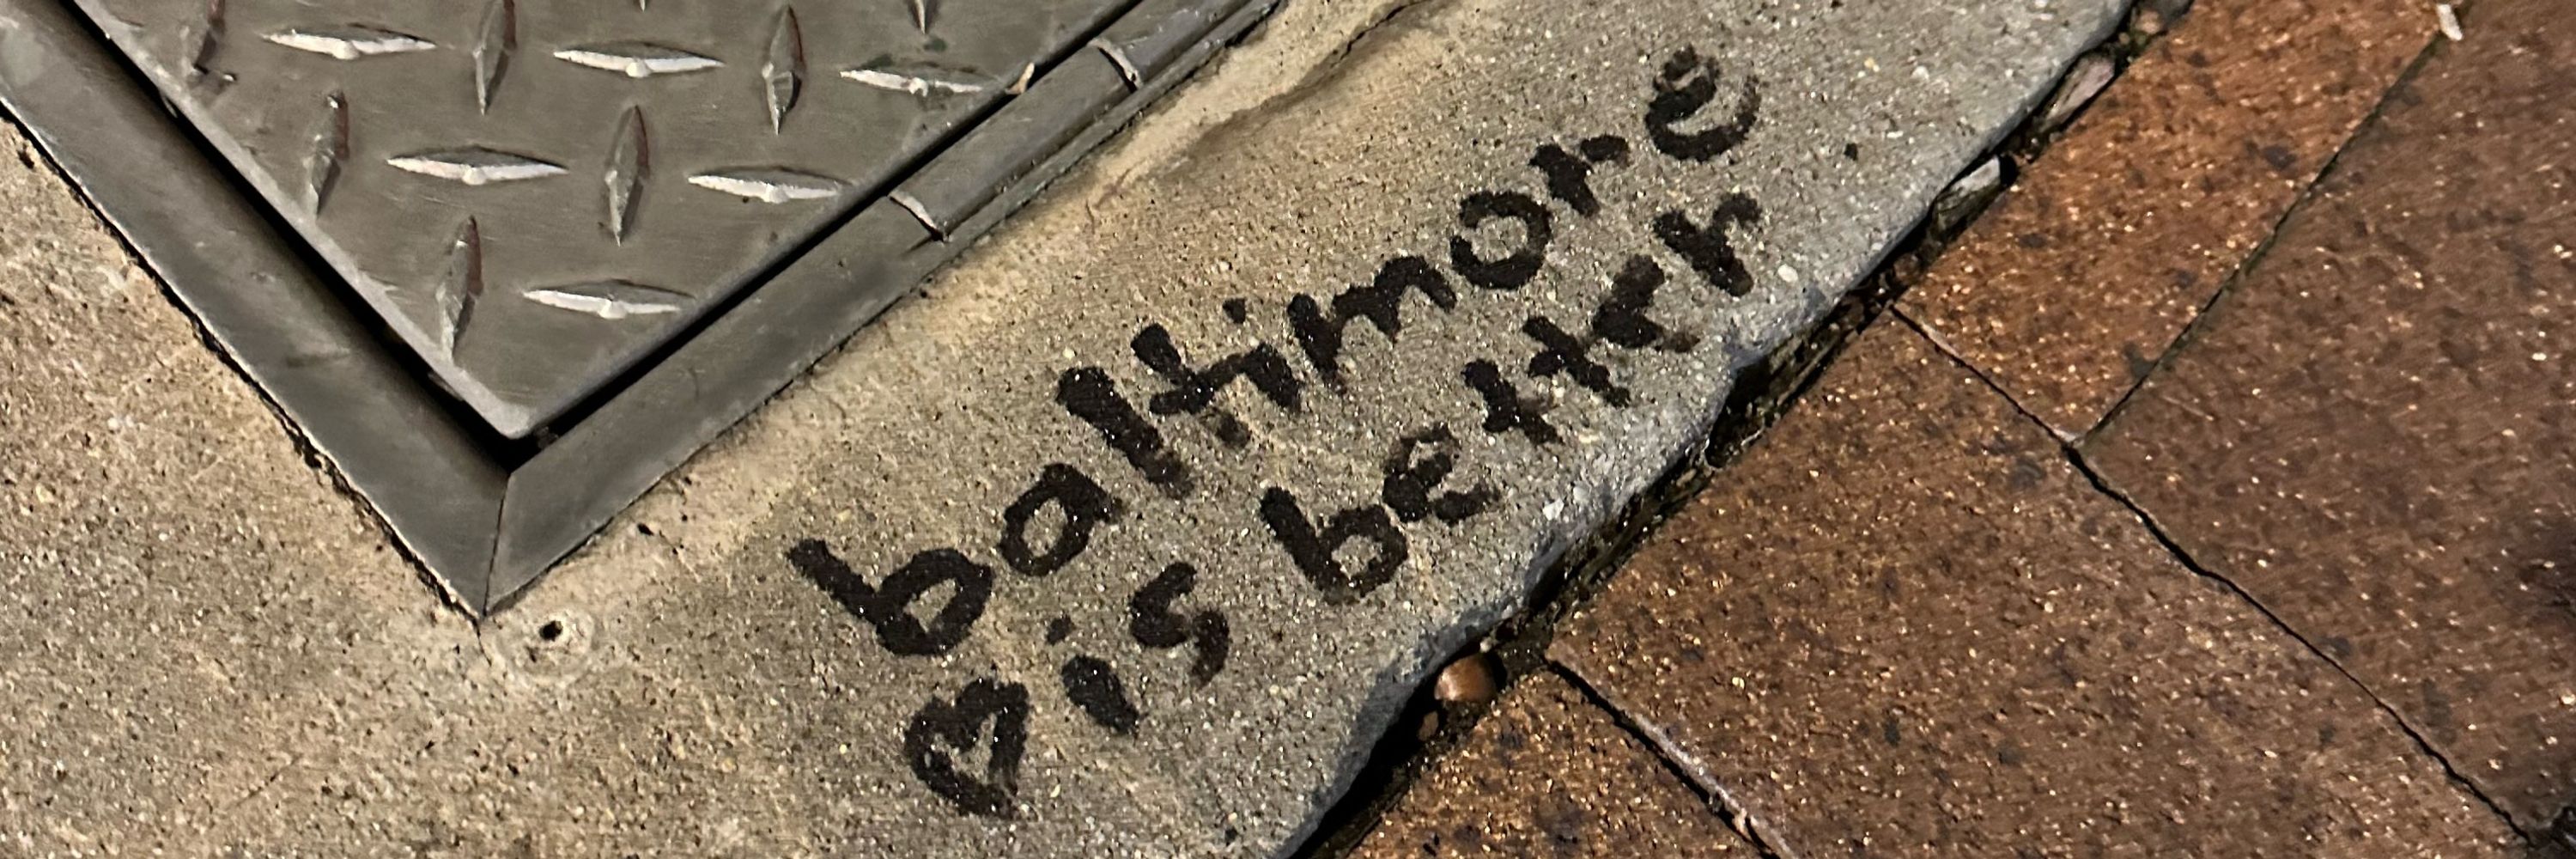 baltimore
♡ is better